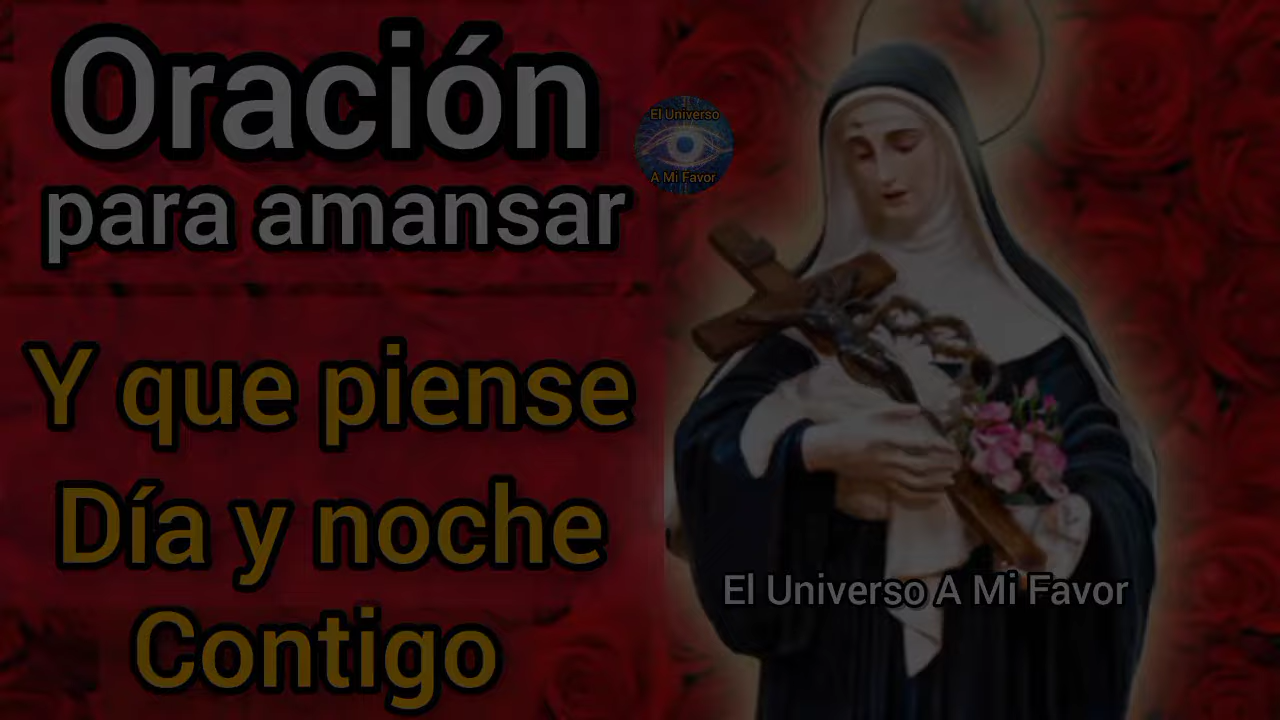 Oración
para amansar
Y que piense
Día y noche
Contigo
El Universo
A Mi Favor
El Universo A Mi Favor